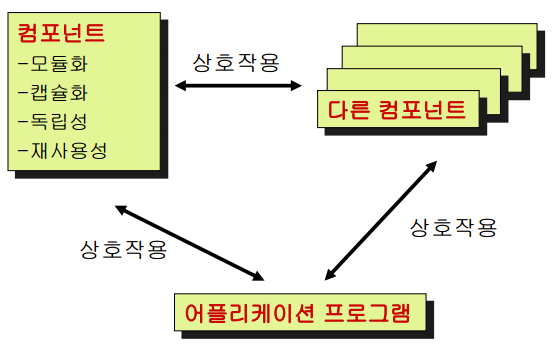 컴포넌트
-모듈화
-캡슐화
-독립성
-재사용성
상호작용
다른 컴포넌트
상호작용
상호작용
어플리케이션 프로그램